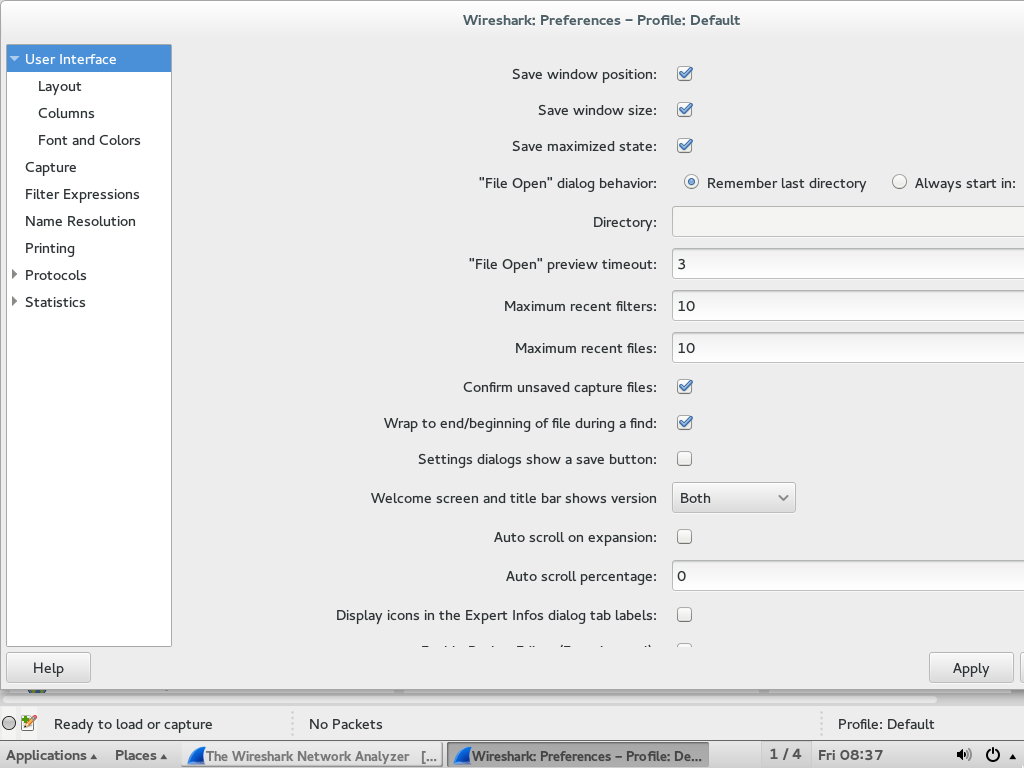 Wireshark: Preferences – Profile: Default
User Interface
Layout
Columns
Font and Colors
Capture
Filter Expressions
Name Resolution
Printing
Protocols
Statistics
Save window position:
Save window size:
Save maximized state:
"File Open" dialog behavior: Remember last directory Always start in:
Directory:
"File Open" preview timeout: 3
Maximum recent filters: 10
Maximum recent files: 10
Confirm unsaved capture files:
Wrap to end/beginning of file during a find:
Settings dialogs show a save button:
Welcome screen and title bar shows version Both
Auto scroll on expansion:
Auto scroll percentage: 0
Display icons in the Expert Infos dialog tab labels:
Help Apply
Ready to load or capture No Packets Profile: Default
Applications Places The Wireshark Network Analyzer [... Wireshark: Preferences – Profile: De... 1 / 4 Fri 08:37